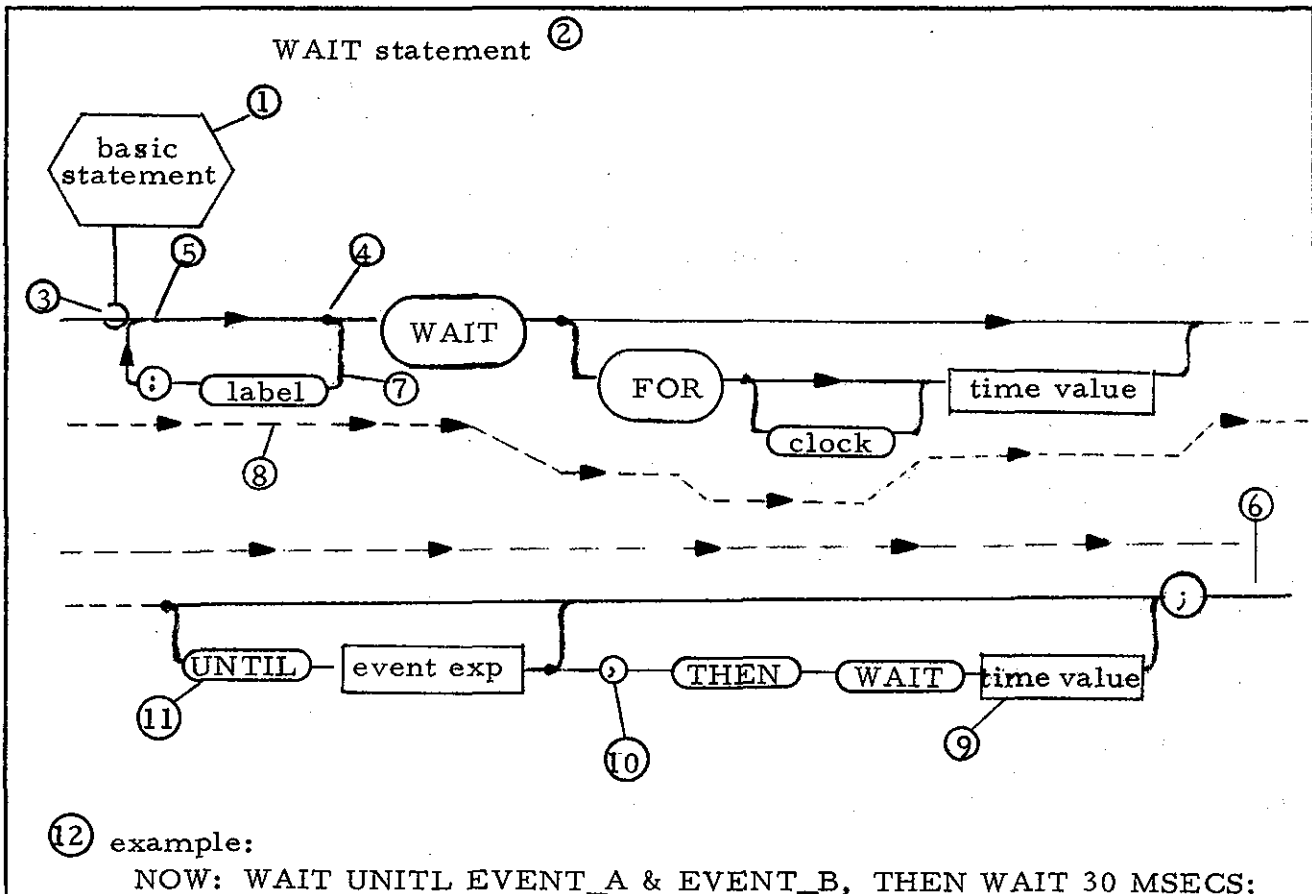 WAIT statement ②
①
basic
statement
⑤ ④
③
WAIT
: label ⑦
FOR time value
clock
⑧
⑥
;
UNTIL event exp , THEN WAIT time value
⑪ ⑩ ⑨
⑫ example:
NOW: WAIT UNITL EVENT_A & EVENT_B, THEN WAIT 30 MSECS;